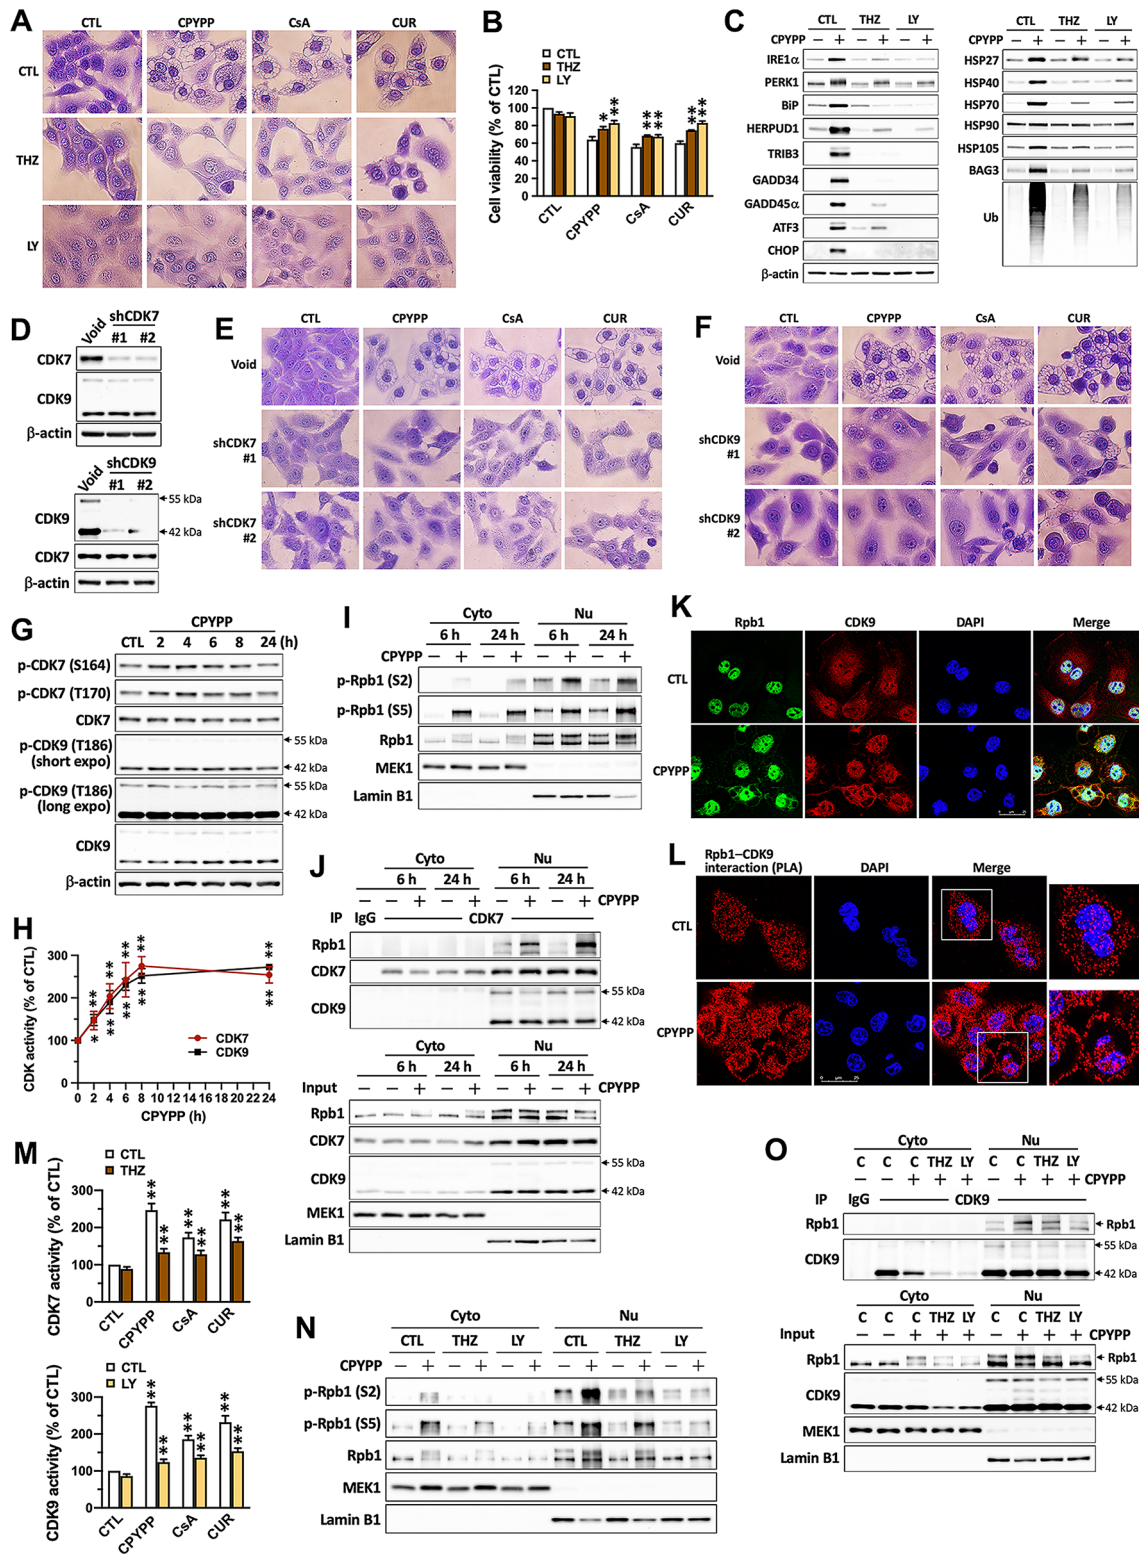 A
CTL CPYPP CsA CUR
CTL
THZ
LY
B
CTL
THZ
LY
Cell viability (% of CTL)
120
100
80
60
40
20
0
* ** ** ** ** **
CTL CPYPP CsA CUR
C
CTL THZ LY
CPYPP − + − + − +
IRE1α
PERK1
BiP
HERPUD1
TRIB3
GADD34
GADD45α
ATF3
CHOP
β-actin
CTL THZ LY
CPYPP − + − + − +
HSP27
HSP40
HSP70
HSP90
HSP105
BAG3
Ub
D
Void shCDK7
#1 #2
CDK7
CDK9
β-actin
Void shCDK9
#1 #2
CDK9
55 kDa
42 kDa
CDK7
β-actin
E
CTL CPYPP CsA CUR
Void
shCDK7
#1
shCDK7
#2
F
CTL CPYPP CsA CUR
Void
shCDK9
#1
shCDK9
#2
G
CPYPP
CTL 2 4 6 8 24 (h)
p-CDK7 (S164)
p-CDK7 (T170)
CDK7
p-CDK9 (T186)
(short expo)
55 kDa
42 kDa
p-CDK9 (T186)
(long expo)
55 kDa
42 kDa
CDK9
β-actin
H
CDK activity (% of CTL)
300
200
100
0
** ** ** ** **
* ** ** ** **
CDK7
CDK9
0 2 4 6 8 10 12 14 16 18 20 22 24
CPYPP (h)
I
Cyto Nu
6 h 24 h 6 h 24 h
CPYPP − + − + − + − +
p-Rpb1 (S2)
p-Rpb1 (S5)
Rpb1
MEK1
Lamin B1
J
Cyto Nu
6 h 24 h 6 h 24 h
− − + − + − + − + CPYPP
IP IgG CDK7
Rpb1
CDK7
CDK9
55 kDa
42 kDa
Cyto Nu
6 h 24 h 6 h 24 h
Input − − + − + − + − + CPYPP
Rpb1
CDK7
CDK9
55 kDa
42 kDa
MEK1
Lamin B1
K
Rpb1 CDK9 DAPI Merge
CTL
CPYPP
L
Rpb1–CDK9
interaction (PLA) DAPI Merge
CTL
CPYPP
M
CTL
THZ
CDK7 activity (% of CTL)
300
200
100
0
** ** ** ** ** **
CTL CPYPP CsA CUR
CTL
LY
CDK9 activity (% of CTL)
300
200
100
0
** ** ** ** ** **
CTL CPYPP CsA CUR
N
Cyto Nu
CTL THZ LY CTL THZ LY
CPYPP − + − + − + − + − + − +
p-Rpb1 (S2)
p-Rpb1 (S5)
Rpb1
MEK1
Lamin B1
O
Cyto Nu
C C C THZ LY C C THZ LY
− − + + + − + + + CPYPP
IP IgG CDK9
Rpb1
Rpb1
CDK9
55 kDa
42 kDa
Cyto Nu
C C C THZ LY C C THZ LY
Input − − + + + − + + + CPYPP
Rpb1
Rpb1
CDK9
55 kDa
42 kDa
MEK1
Lamin B1